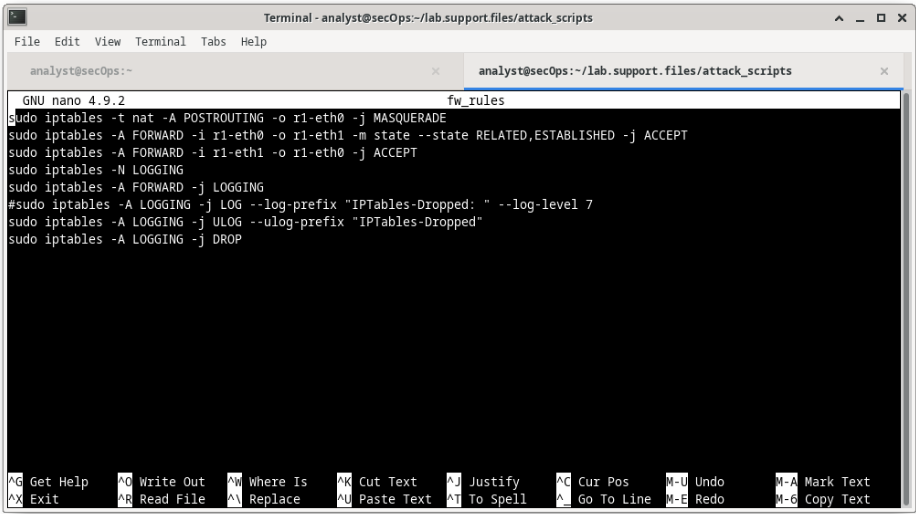 Terminal - analyst@secOps:~/lab.support.files/attack_scripts
File Edit View Terminal Tabs Help
analyst@secOps:~ × analyst@secOps:~/lab.support.files/attack_scripts ×
GNU nano 4.9.2 fw_rules
sudo iptables -t nat -A POSTROUTING -o r1-eth0 -j MASQUERADE
sudo iptables -A FORWARD -i r1-eth0 -o r1-eth1 -m state --state RELATED,ESTABLISHED -j ACCEPT
sudo iptables -A FORWARD -i r1-eth1 -o r1-eth0 -j ACCEPT
sudo iptables -N LOGGING
sudo iptables -A FORWARD -j LOGGING
#sudo iptables -A LOGGING -j LOG --log-prefix "IPTables-Dropped: " --log-level 7
sudo iptables -A LOGGING -j ULOG --ulog-prefix "IPTables-Dropped"
sudo iptables -A LOGGING -j DROP
^G Get Help ^O Write Out ^W Where Is ^K Cut Text ^J Justify ^C Cur Pos M-U Undo M-A Mark Text
^X Exit ^R Read File ^\ Replace ^U Paste Text ^T To Spell ^_ Go To Line M-E Redo M-6 Copy Text